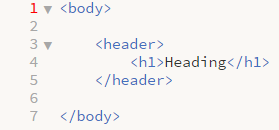 1 ▼ <body>
2
3 ▼     <header>
4             <h1>Heading</h1>
5         </header>
6
7     </body>